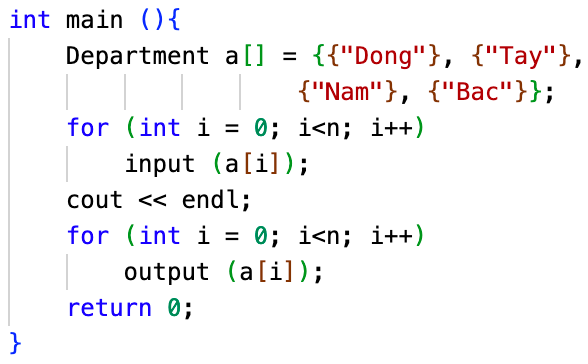 int main (){
    Department a[] = {{"Dong"}, {"Tay"},
                    {"Nam"}, {"Bac"}};
    for (int i = 0; i<n; i++)
        input (a[i]);
    cout << endl;
    for (int i = 0; i<n; i++)
        output (a[i]);
    return 0;
}